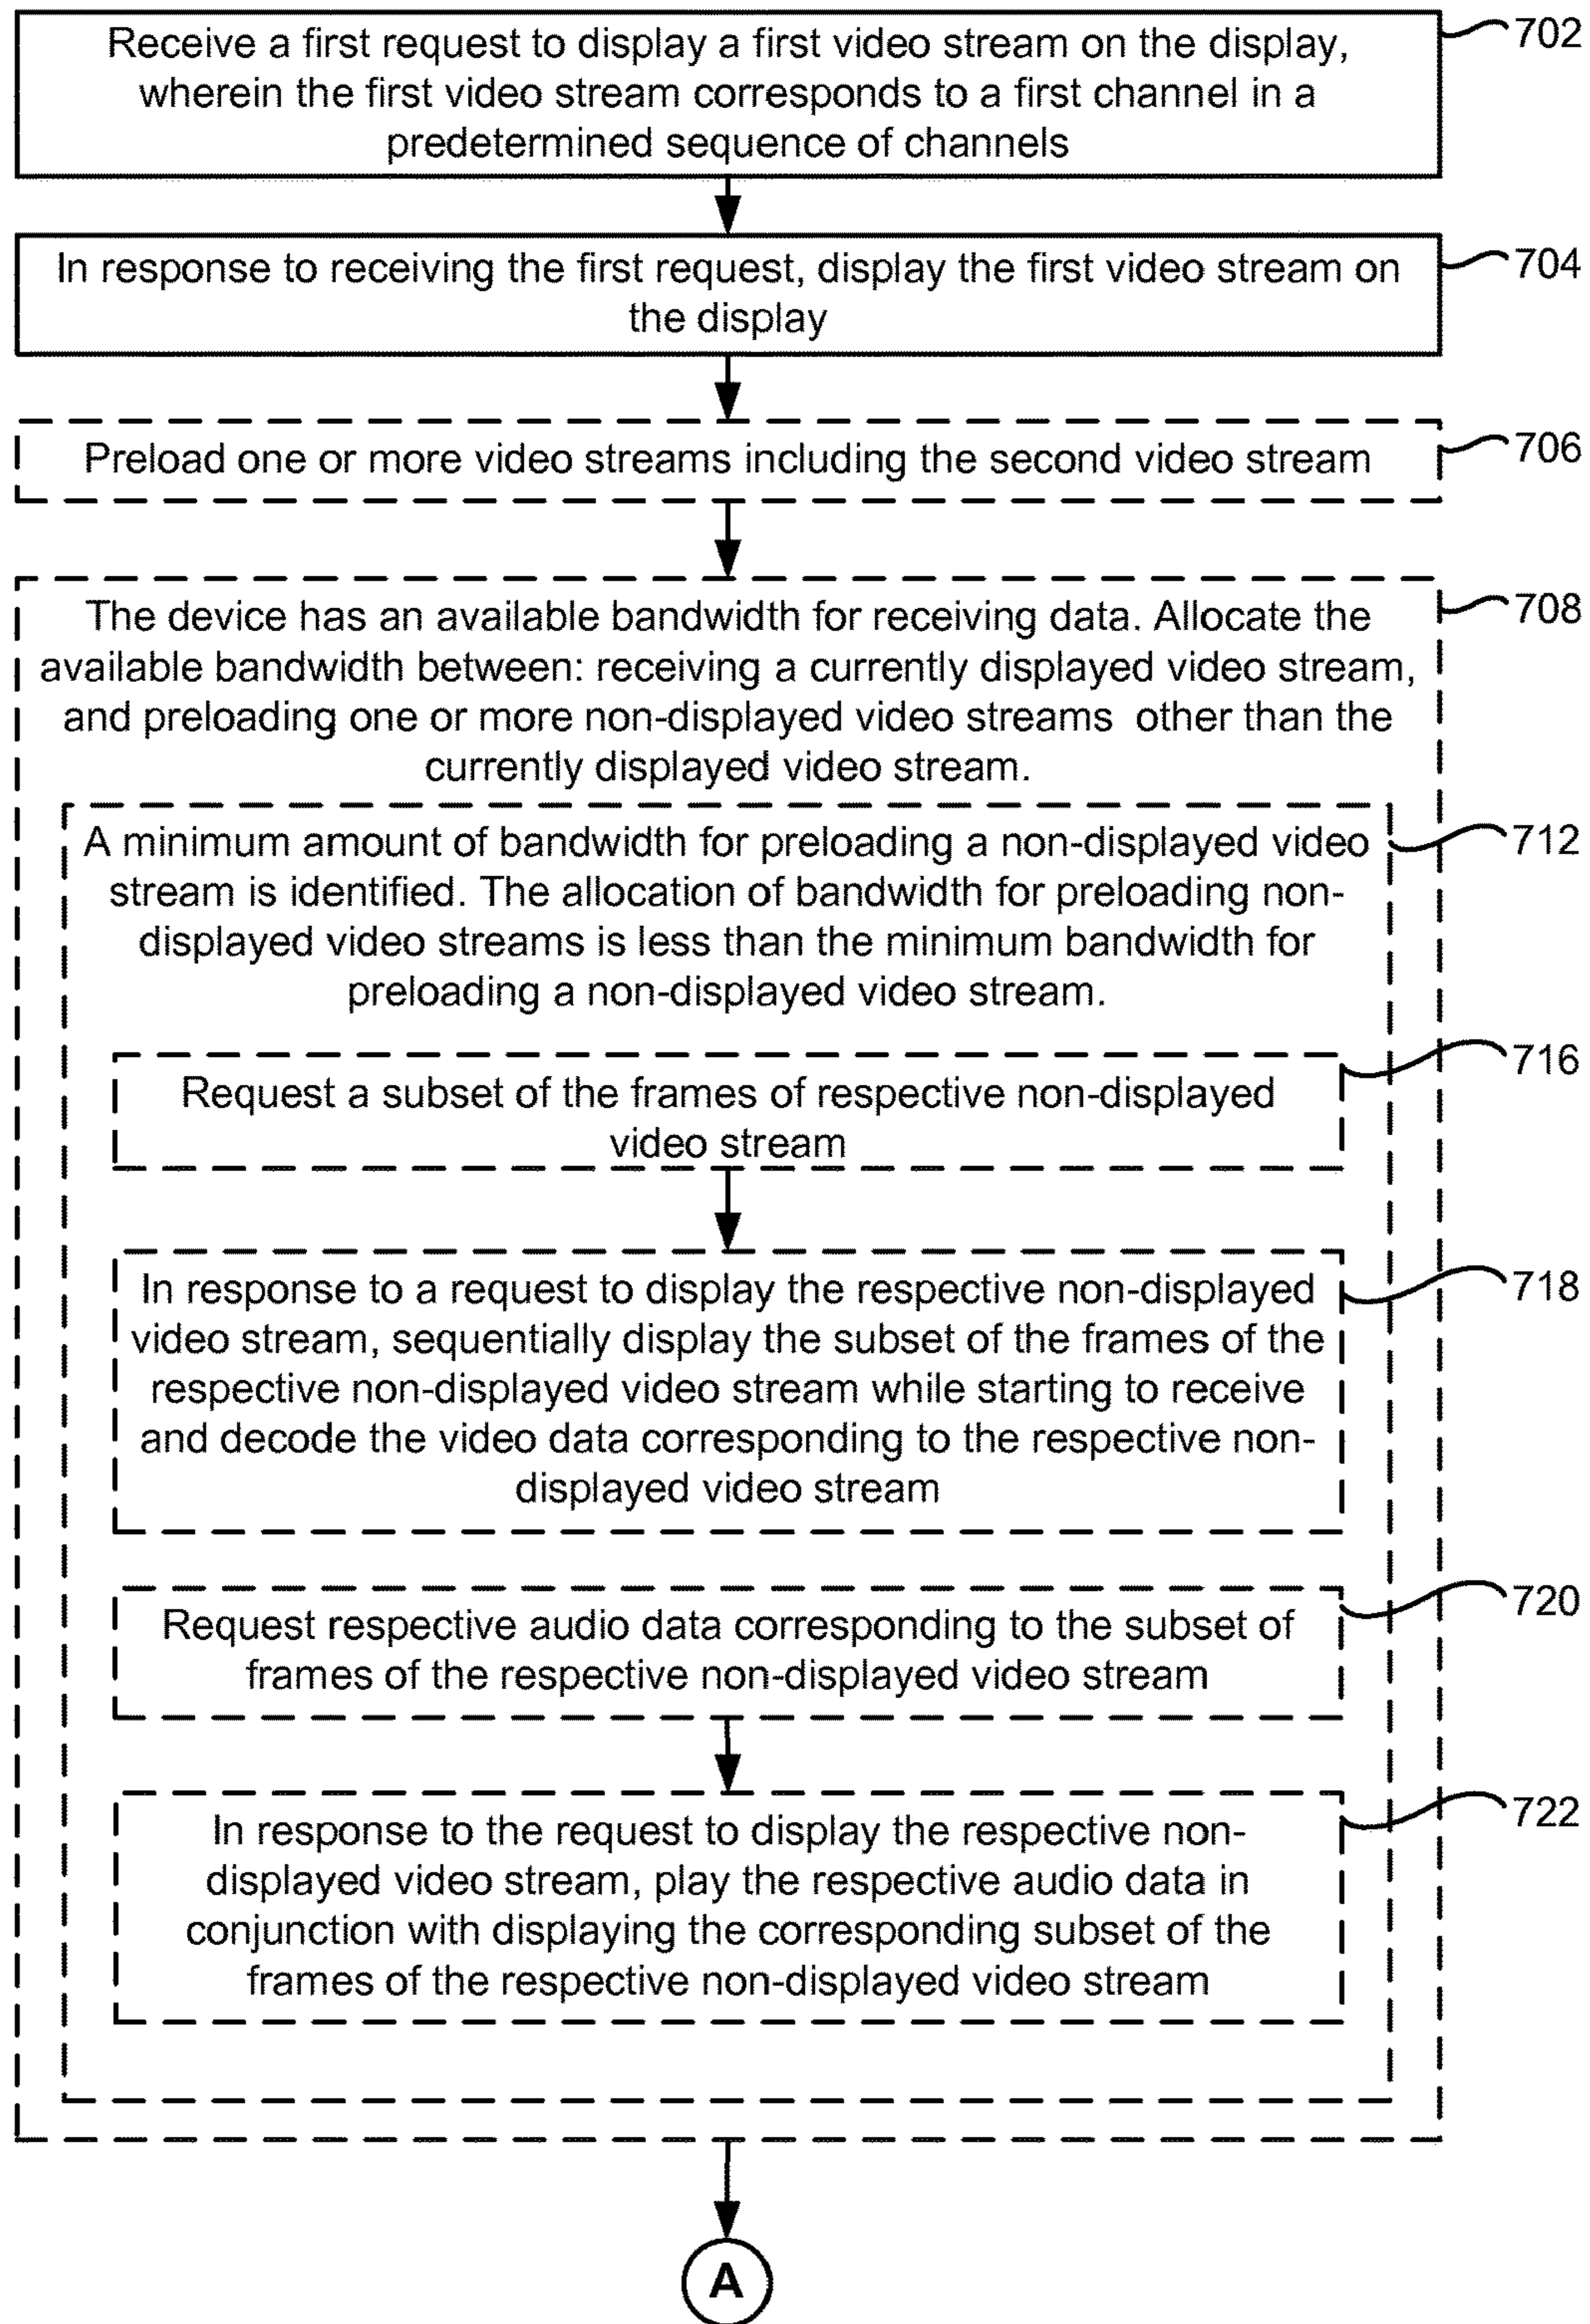 Receive a first request to display a first video stream on the display,
wherein the first video stream corresponds to a first channel in a
predetermined sequence of channels
702
In response to receiving the first request, display the first video stream on
the display
704
Preload one or more video streams including the second video stream
706
The device has an available bandwidth for receiving data. Allocate the
available bandwidth between: receiving a currently displayed video stream,
and preloading one or more non-displayed video streams other than the
currently displayed video stream.
708
A minimum amount of bandwidth for preloading a non-displayed video
stream is identified. The allocation of bandwidth for preloading non-
displayed video streams is less than the minimum bandwidth for
preloading a non-displayed video stream.
712
Request a subset of the frames of respective non-displayed
video stream
716
In response to a request to display the respective non-displayed
video stream, sequentially display the subset of the frames of the
respective non-displayed video stream while starting to receive
and decode the video data corresponding to the respective non-
displayed video stream
718
Request respective audio data corresponding to the subset of
frames of the respective non-displayed video stream
720
In response to the request to display the respective non-
displayed video stream, play the respective audio data in
conjunction with displaying the corresponding subset of the
frames of the respective non-displayed video stream
722
A